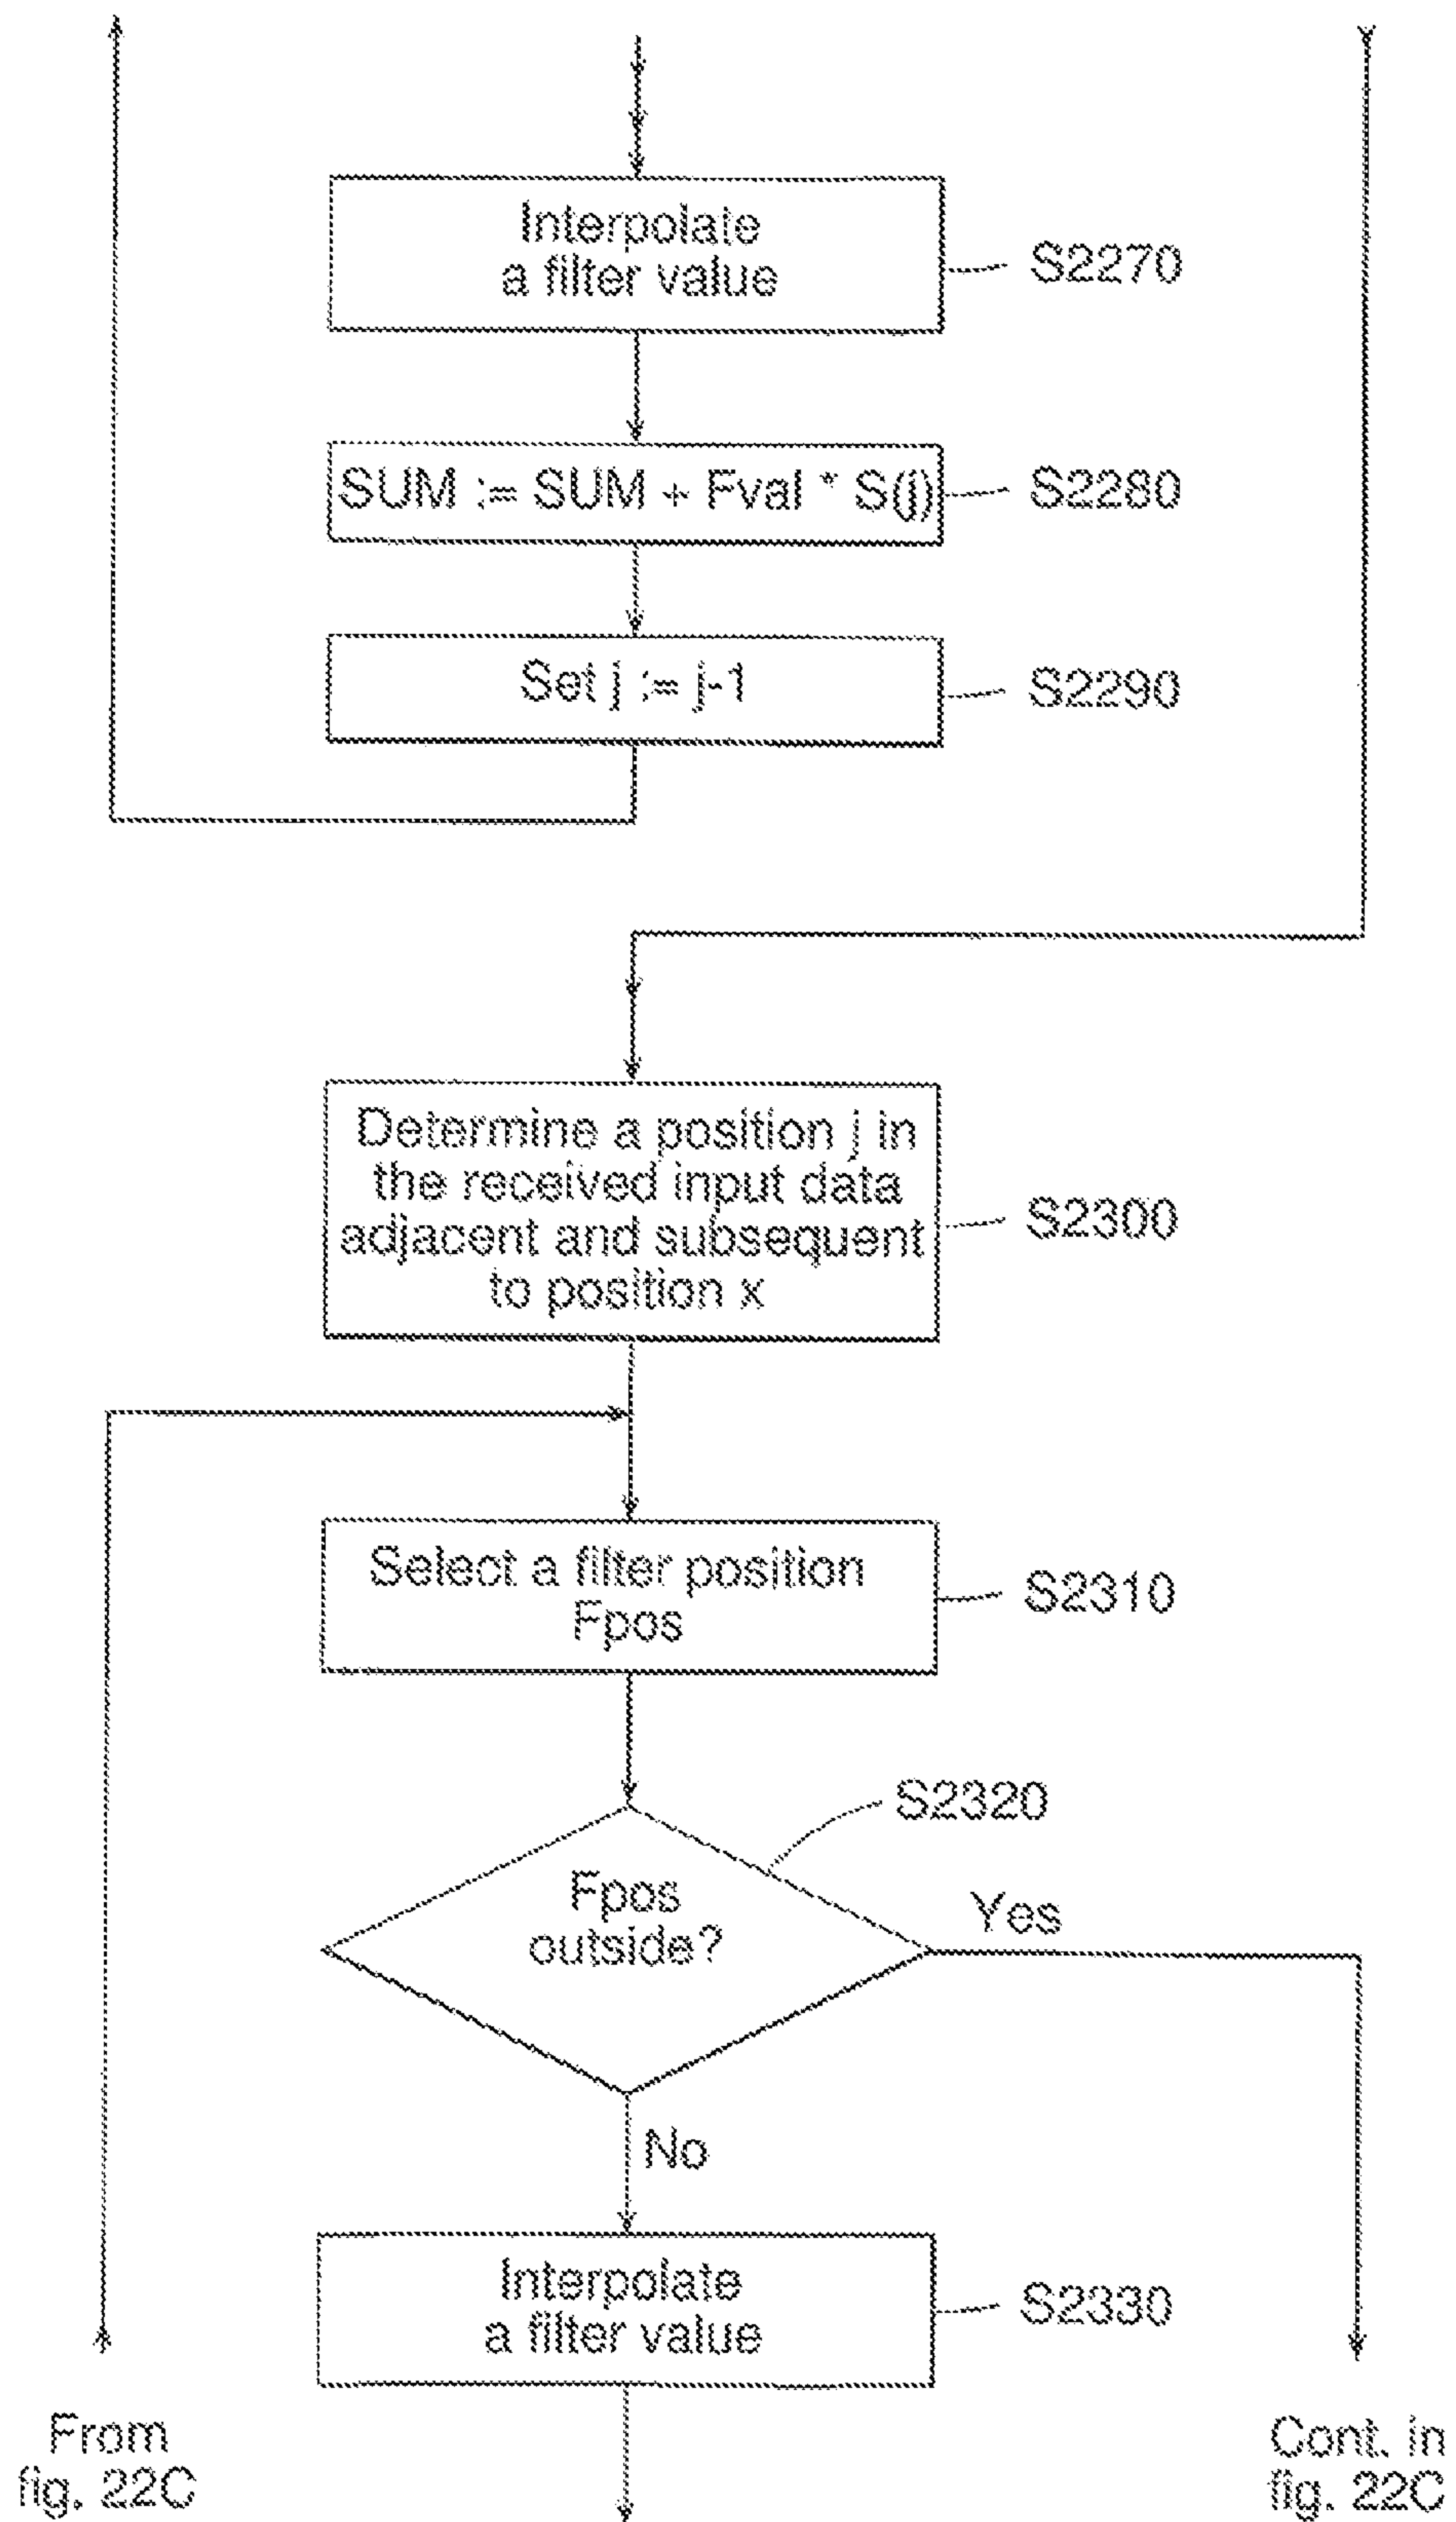 Interpolate
a filter value
S2270
SUM := SUM + Fval * S(j)
S2280
Set j := j-1
S2290
Determine a position j in
the received input data
adjacent and subsequent
to position x
S2300
Select a filter position
Fpos
S2310
S2320
Fpos
outside?
Yes
No
Interpolate
a filter value
S2330
From
fig. 22C
Cont. in
fig. 22C